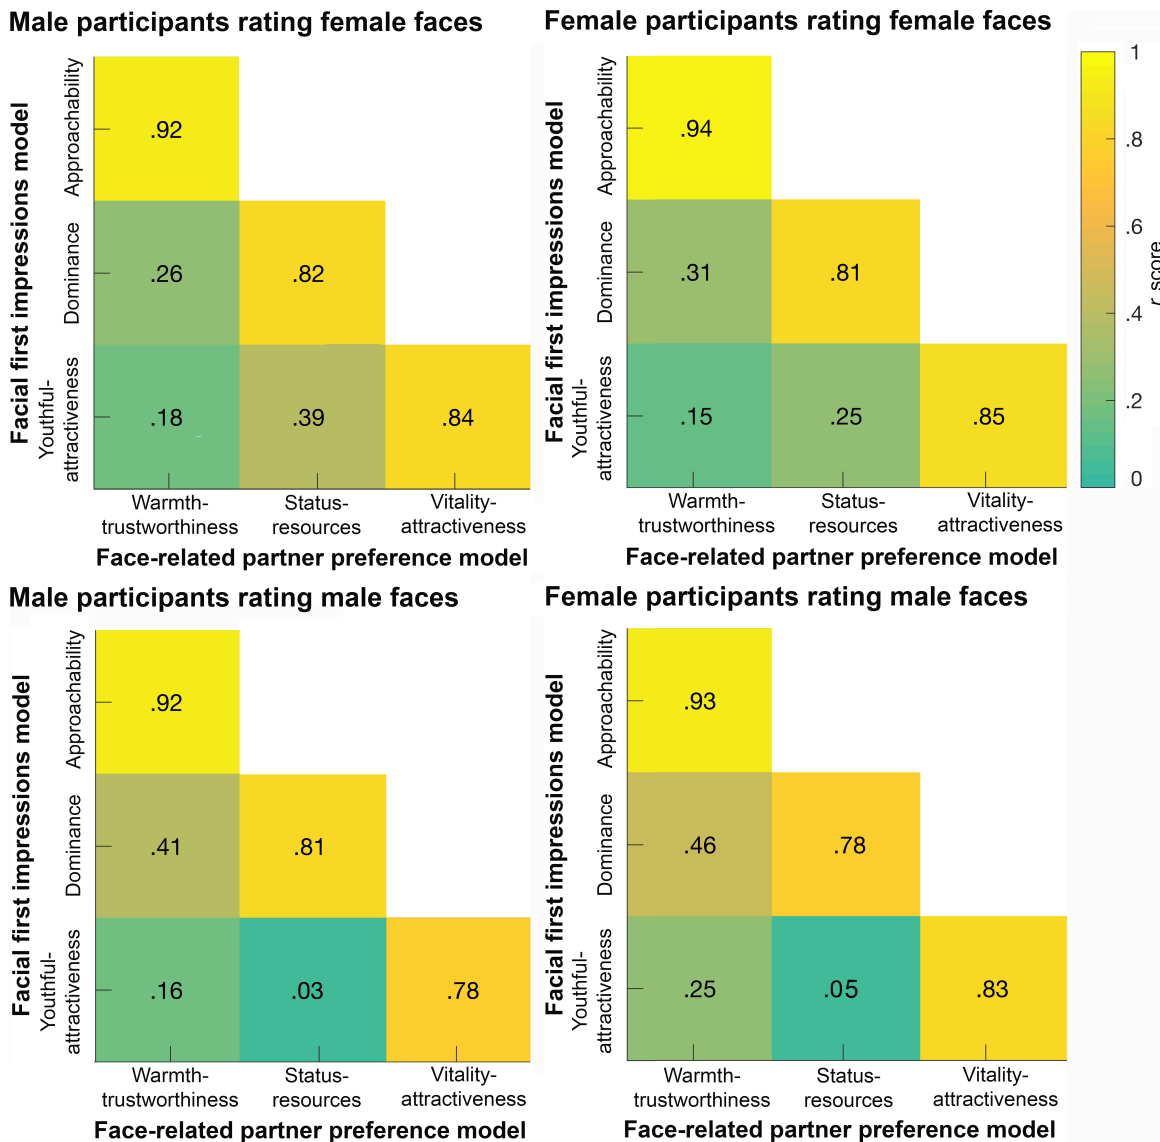 Male participants rating female faces
Facial first impressions model
Approachability
Dominance
Youthful-
attractiveness
.92
.26
.82
.18
.39
.84
Warmth-
trustworthiness
Status-
resources
Vitality-
attractiveness
Face-related partner preference model
Female participants rating female faces
Facial first impressions model
Approachability
Dominance
Youthful-
attractiveness
.94
.31
.81
.15
.25
.85
Warmth-
trustworthiness
Status-
resources
Vitality-
attractiveness
Face-related partner preference model
1
.8
.6
.4
.2
0
r score
Male participants rating male faces
Facial first impressions model
Approachability
Dominance
Youthful-
attractiveness
.92
.41
.81
.16
.03
.78
Warmth-
trustworthiness
Status-
resources
Vitality-
attractiveness
Face-related partner preference model
Female participants rating male faces
Facial first impressions model
Approachability
Dominance
Youthful-
attractiveness
.93
.46
.78
.25
.05
.83
Warmth-
trustworthiness
Status-
resources
Vitality-
attractiveness
Face-related partner preference model